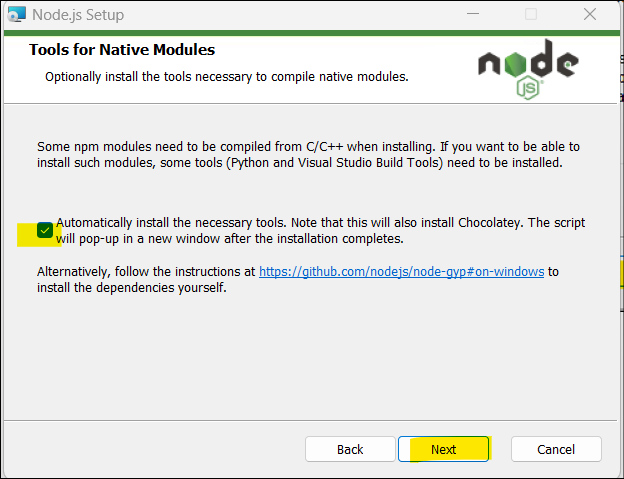 Node.js Setup
Tools for Native Modules
Optionally install the tools necessary to compile native modules.
node
JS
Some npm modules need to be compiled from C/C++ when installing. If you want to be able to
install such modules, some tools (Python and Visual Studio Build Tools) need to be installed.
Automatically install the necessary tools. Note that this will also install Chocolatey. The script
will pop-up in a new window after the installation completes.
Alternatively, follow the instructions at https://github.com/nodejs/node-gyp#on-windows to
install the dependencies yourself.
Back
Next
Cancel